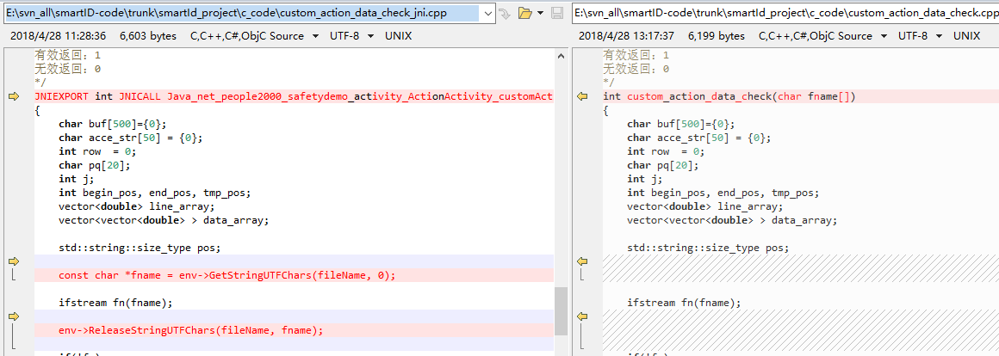 E:\svn_all\smartID-code\trunk\smartId_project\c_code\custom_action_data_check_jni.cpp
2018/4/28 11:28:36 6,603 bytes C,C++,C#,ObjC Source UTF-8 UNIX
有效返回：1
无效返回：0
*/
JNIEXPORT int JNICALL Java_net_people2000_safetydemo_activity_ActionActivity_customAct
{
char buf[500]={0};
char acce_str[50] = {0};
int row  = 0;
char pq[20];
int j;
int begin_pos, end_pos, tmp_pos;
vector<double> line_array;
vector<vector<double> > data_array;
std::string::size_type pos;
const char *fname = env->GetStringUTFChars(fileName, 0);
ifstream fn(fname);
env->ReleaseStringUTFChars(fileName, fname);
E:\svn_all\smartID-code\trunk\smartId_project\c_code\custom_action_data_check.cpp
2018/4/28 13:17:37 6,199 bytes C,C++,C#,ObjC Source UTF-8 UNIX
有效返回：1
无效返回：0
*/
int custom_action_data_check(char fname[])
{
char buf[500]={0};
char acce_str[50] = {0};
int row  = 0;
char pq[20];
int j;
int begin_pos, end_pos, tmp_pos;
vector<double> line_array;
vector<vector<double> > data_array;
std::string::size_type pos;
ifstream fn(fname);